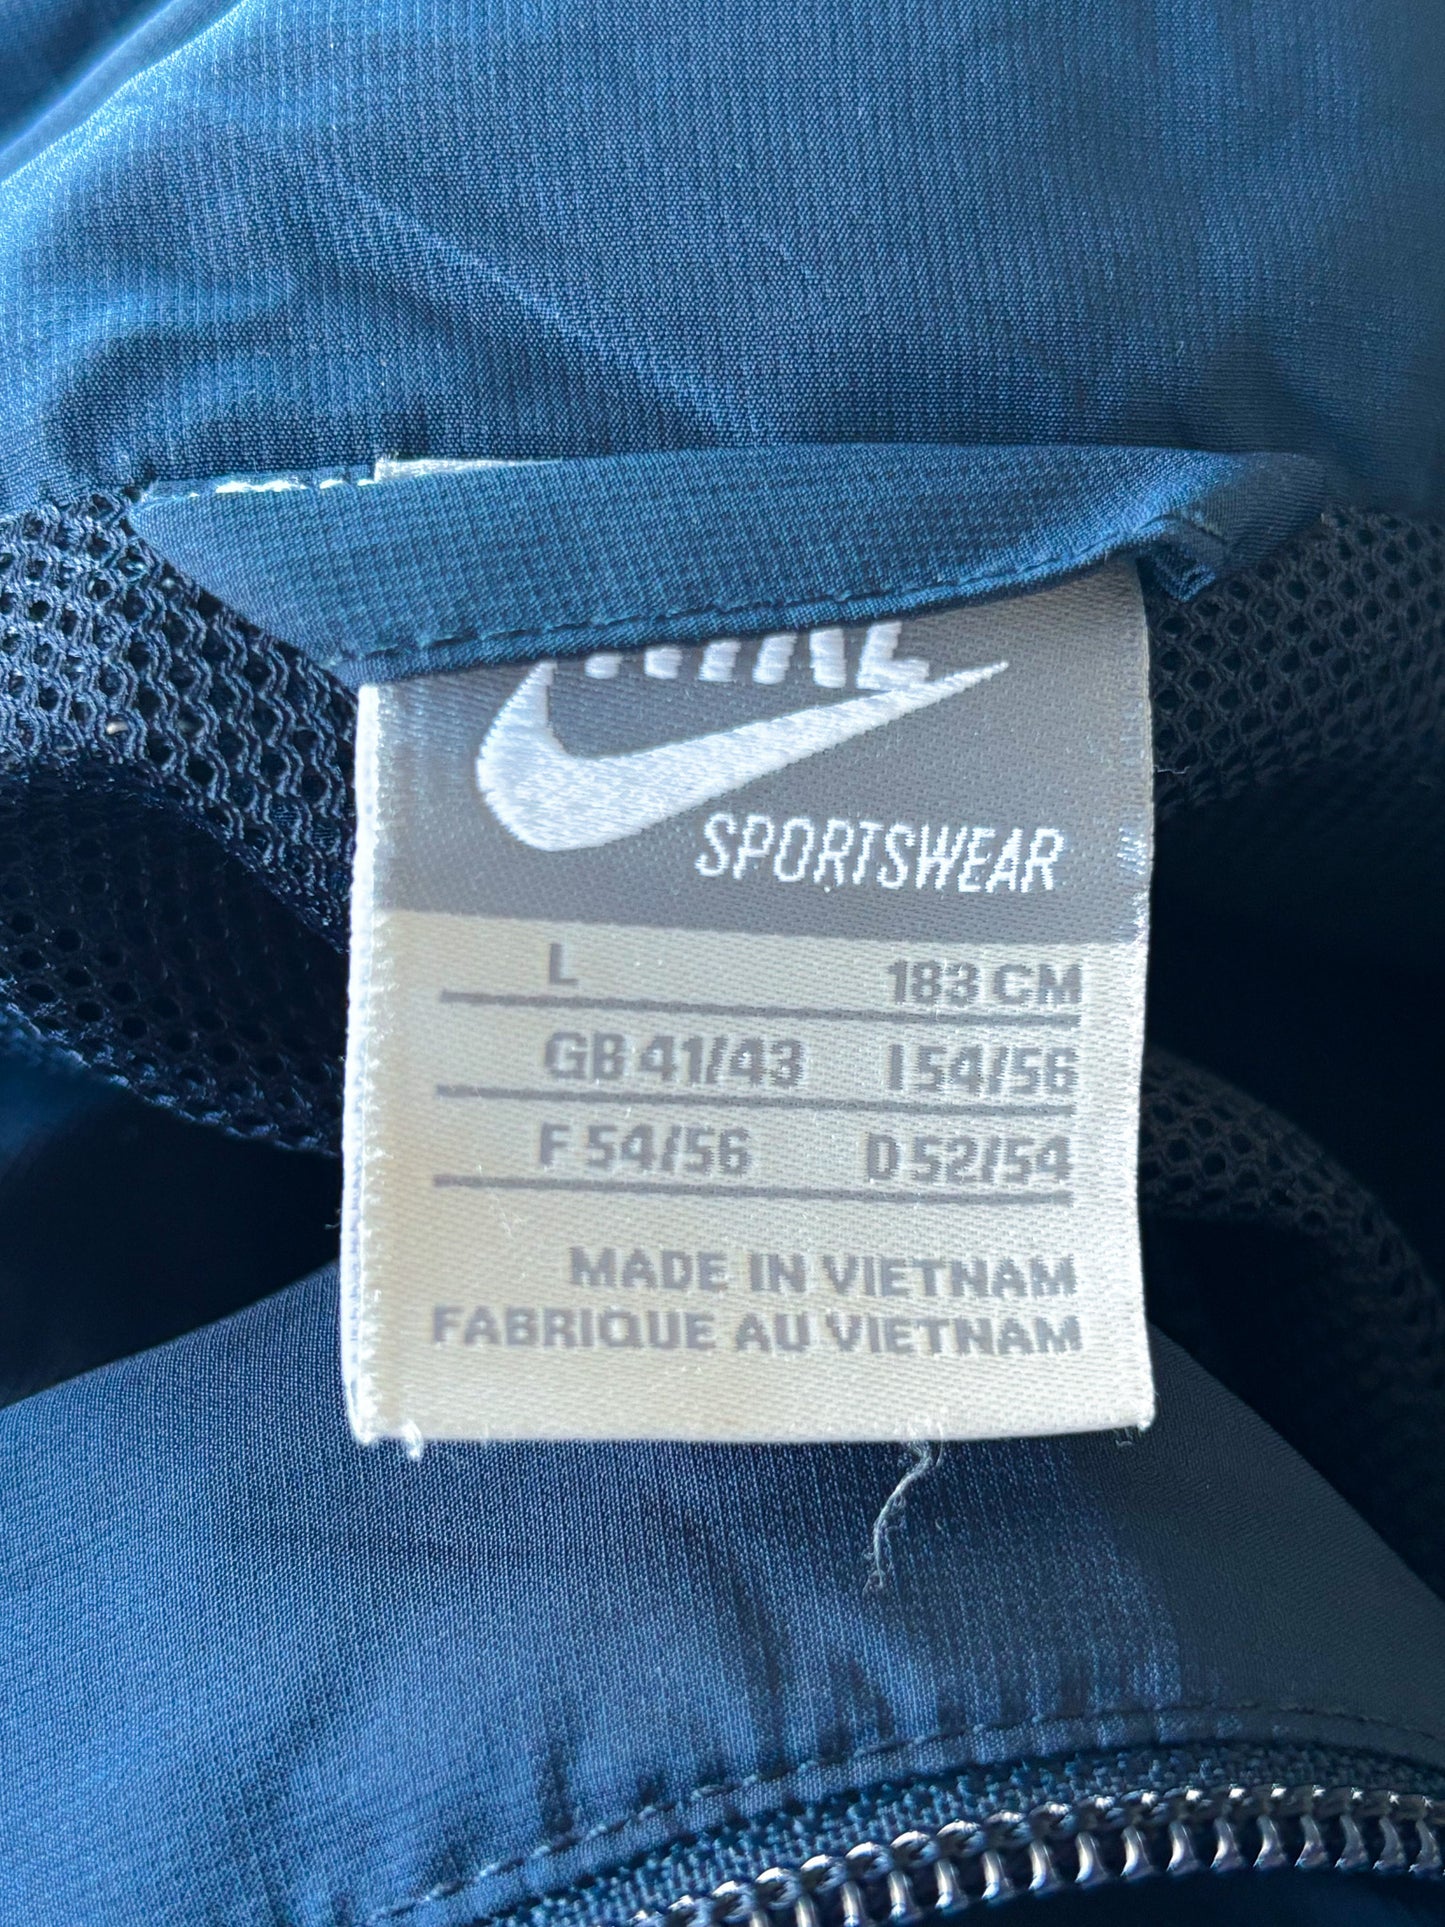 SPORTSWEAR
L 183 CM
GB 41/43 I 54/56
F 54/56 D 52/54
MADE IN VIETNAM
FABRIQUE AU VIETNAM